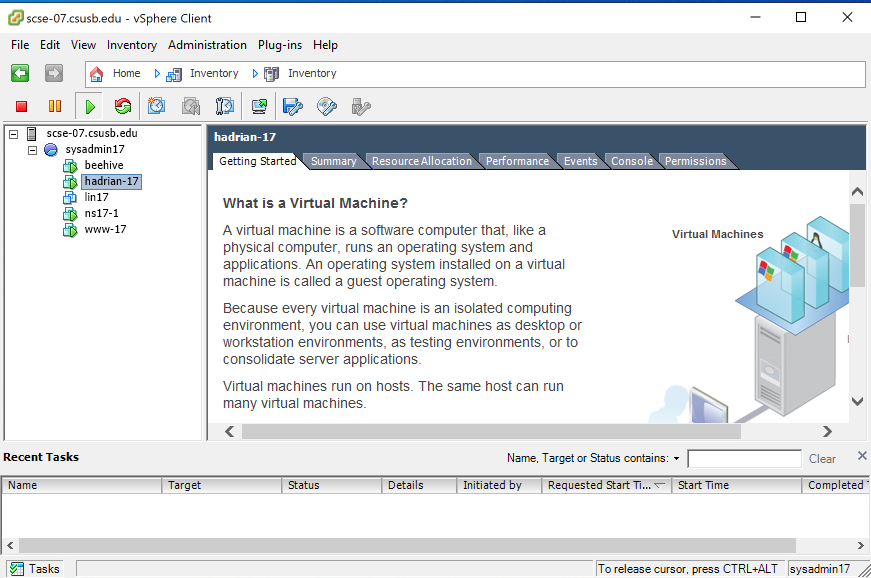 scse-07.csusb.edu - vSphere Client
File Edit View Inventory Administration Plug-ins Help
Home Inventory Inventory
scse-07.csusb.edu
sysadmin17
beehive
hadrian-17
lin17
ns17-1
www-17
hadrian-17
Getting Started Summary Resource Allocation Performance Events Console Permissions
What is a Virtual Machine?
A virtual machine is a software computer that, like a
physical computer, runs an operating system and
applications. An operating system installed on a virtual
machine is called a guest operating system.
Because every virtual machine is an isolated computing
environment, you can use virtual machines as desktop or
workstation environments, as testing environments, or to
consolidate server applications.
Virtual machines run on hosts. The same host can run
many virtual machines.
Virtual Machines
Recent Tasks
Name, Target or Status contains: Clear
Name Target Status Details Initiated by Requested Start Ti... Start Time Completed
Tasks
To release cursor, press CTRL+ALT
sysadmin17